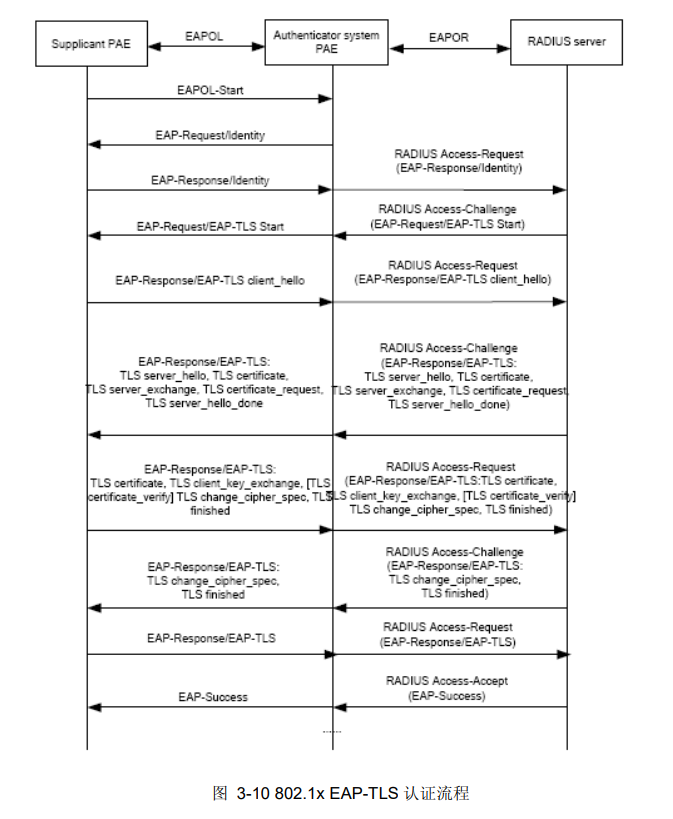 Supplicant PAE
EAPOL
Authenticator system
PAE
EAPOR
RADIUS server
EAPOL-Start
EAP-Request/Identity
RADIUS Access-Request
(EAP-Response/Identity)
EAP-Response/Identity
RADIUS Access-Challenge
(EAP-Request/EAP-TLS Start)
EAP-Request/EAP-TLS Start
RADIUS Access-Request
(EAP-Response/EAP-TLS client_hello)
EAP-Response/EAP-TLS client_hello
EAP-Response/EAP-TLS:
TLS server_hello, TLS certificate,
TLS server_exchange, TLS certificate_request,
TLS server_hello_done
RADIUS Access-Challenge
(EAP-Response/EAP-TLS:
TLS server_hello, TLS certificate,
TLS server_exchange, TLS certificate_request,
TLS server_hello_done)
EAP-Response/EAP-TLS:
TLS certificate, TLS client_key_exchange, [TLS
certificate_verify] TLS change_cipher_spec, TLS
finished
RADIUS Access-Request
(EAP-Response/EAP-TLS:TLS certificate,
TLS client_key_exchange, [TLS certificate_verify]
TLS change_cipher_spec, TLS finished)
EAP-Response/EAP-TLS:
TLS change_cipher_spec,
TLS finished
RADIUS Access-Challenge
(EAP-Response/EAP-TLS:
TLS change_cipher_spec,
TLS finished)
EAP-Response/EAP-TLS
RADIUS Access-Request
(EAP-Response/EAP-TLS)
EAP-Success
RADIUS Access-Accept
(EAP-Success)
......
图 3-10 802.1x EAP-TLS 认证流程